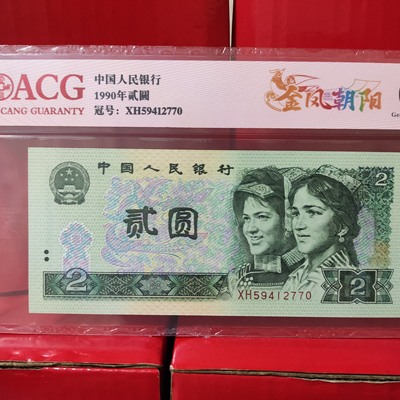 ACG
CANG GUARANTY
中国人民银行
1990年贰圆
冠号: XH59412770
金凤朝阳
Ge
中国人民银行
2
贰圆
2
XH59412770
2